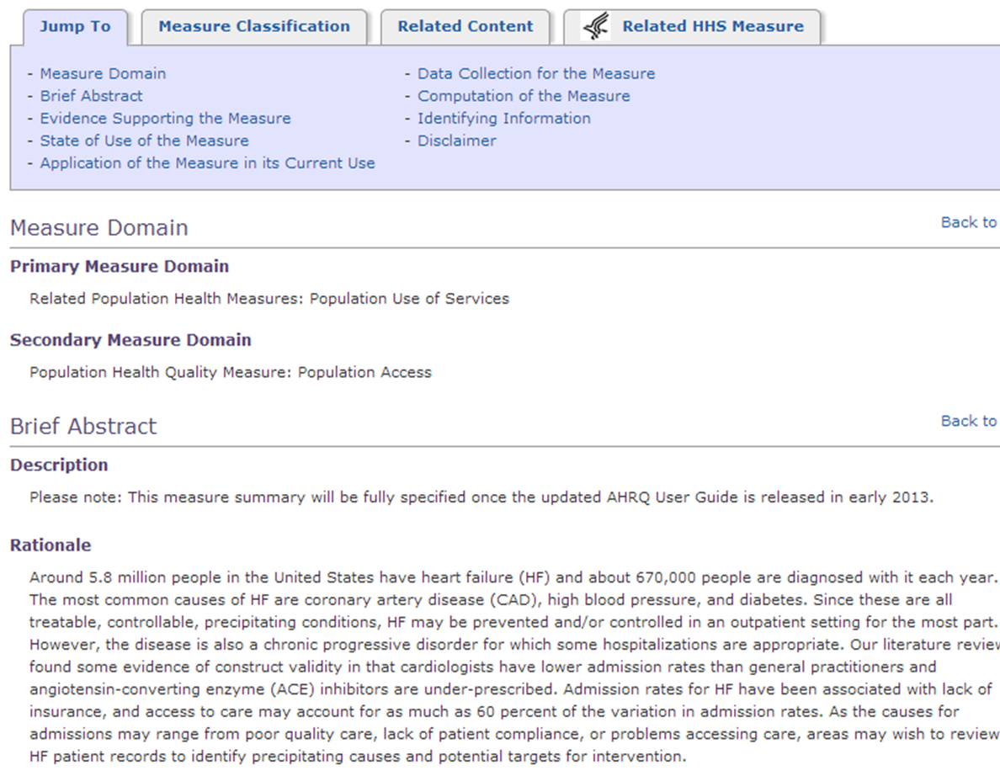 Jump To
Measure Classification
Related Content
Related HHS Measure
- Measure Domain
- Brief Abstract
- Evidence Supporting the Measure
- State of Use of the Measure
- Application of the Measure in its Current Use
- Data Collection for the Measure
- Computation of the Measure
- Identifying Information
- Disclaimer
Measure Domain
Back to
Primary Measure Domain
Related Population Health Measures: Population Use of Services
Secondary Measure Domain
Population Health Quality Measure: Population Access
Brief Abstract
Back to
Description
Please note: This measure summary will be fully specified once the updated AHRQ User Guide is released in early 2013.
Rationale
Around 5.8 million people in the United States have heart failure (HF) and about 670,000 people are diagnosed with it each year.
The most common causes of HF are coronary artery disease (CAD), high blood pressure, and diabetes. Since these are all
treatable, controllable, precipitating conditions, HF may be prevented and/or controlled in an outpatient setting for the most part.
However, the disease is also a chronic progressive disorder for which some hospitalizations are appropriate. Our literature review
found some evidence of construct validity in that cardiologists have lower admission rates than general practitioners and
angiotensin-converting enzyme (ACE) inhibitors are under-prescribed. Admission rates for HF have been associated with lack of
insurance, and access to care may account for as much as 60 percent of the variation in admission rates. As the causes for
admissions may range from poor quality care, lack of patient compliance, or problems accessing care, areas may wish to review
HF patient records to identify precipitating causes and potential targets for intervention.